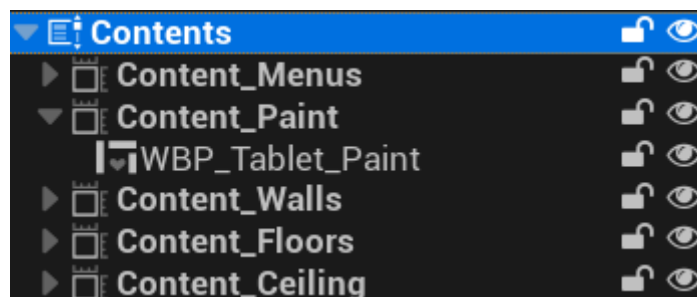 Contents
Content_Menus
Content_Paint
WBP_Tablet_Paint
Content_Walls
Content_Floors
Content_Ceiling